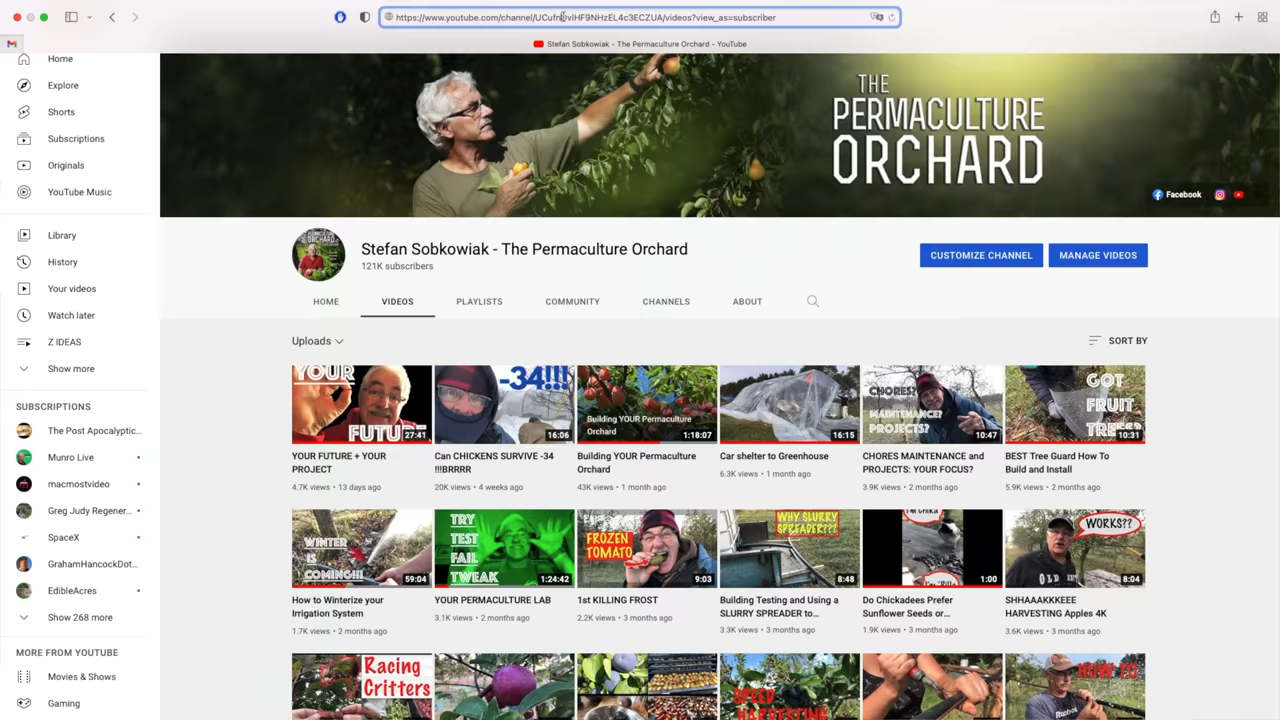 https://www.youtube.com/channel/UCufn
vIHF9NHzEL4c3ECZUA/videos?view_as=subscriber
Stefan Sobkowiak - The Permaculture Orchard - YouTube
Home
Explore
Shorts
Subscriptions
Originals
YouTube Music
Library
History
Your videos
Watch later
Z IDEAS
Show more
SUBSCRIPTIONS
The Post Apocalyptic...
Munro Live
macmostvideo
Greg Judy Regener...
SpaceX
GrahamHancockDot...
EdibleAcres
Show 268 more
MORE FROM YOUTUBE
Movies & Shows
Gaming
THE
PERMACULTURE
ORCHARD
Facebook
Stefan Sobkowiak - The Permaculture Orchard
121K subscribers
CUSTOMIZE CHANNEL
MANAGE VIDEOS
HOME
VIDEOS
PLAYLISTS
COMMUNITY
CHANNELS
ABOUT
Uploads
SORT BY
YOUR
FUTURE
27:41
YOUR FUTURE + YOUR
PROJECT
4.7K views • 13 days ago
-34!!!
16:06
Can CHICKENS SURVIVE -34
!!!BRRRR
20K views • 4 weeks ago
Building YOUR Permaculture
Orchard
1:18:07
Building YOUR Permaculture
Orchard
43K views • 1 month ago
16:15
Car shelter to Greenhouse
6.3K views • 1 month ago
CHORES?
MAINTENANCE?
PROJECTS?
10:47
CHORES MAINTENANCE and
PROJECTS: YOUR FOCUS?
3.9K views • 2 months ago
GOT
FRUIT
TREES?
10:31
BEST Tree Guard How To
Build and Install
5.9K views • 2 months ago
WINTER
IS
COMING!!!
59:04
How to Winterize your
Irrigation System
1.7K views • 2 months ago
TRY
TEST
FAIL
TWEAK
1:24:42
YOUR PERMACULTURE LAB
3.1K views • 2 months ago
FROZEN
TOMATO
9:03
1st KILLING FROST
2.2K views • 3 months ago
WHY SLURRY
SPREADER???
8:48
Building Testing and Using a
SLURRY SPREADER to...
3.3K views • 3 months ago
1:00
Do Chickadees Prefer
Sunflower Seeds or...
1.9K views • 3 months ago
WORKS??
8:04
SHHAAAKKKEEE
HARVESTING Apples 4K
3.6K views • 3 months ago
Racing
Critters
SPEED
HARVESTING
HOW TO
Reebok